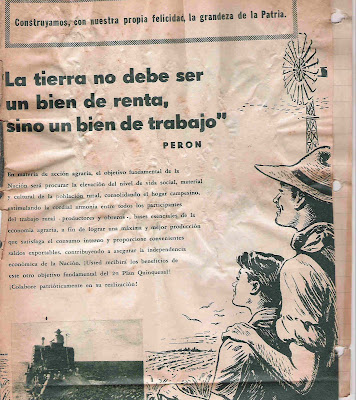 Construyamos, con nuestra propia felicidad, la grandeza de la Patria.
"La tierra no debe ser
un bien de renta,
sino un bien de trabajo"
PERON
En materia de acción agraria, el objetivo fundamental de la
Nación será procurar la elevación del nivel de vida social, material
y cultural de la población rural, consolidando el hogar campesino,
estimulando la cordial armonía entre todos los participantes
del trabajo rural - productores y obreros - bases esenciales de la
economía agraria, a fin de lograr una máxima y mejor producción
que satisfaga el consumo interno y proporcione convenientes
saldos exportables, contribuyendo a asegurar la independencia
económica de la Nación. ¡Usted recibirá los beneficios de
este otro objetivo fundamental del 2º Plan Quinquenal!
¡Colabore patrióticamente en su realización!